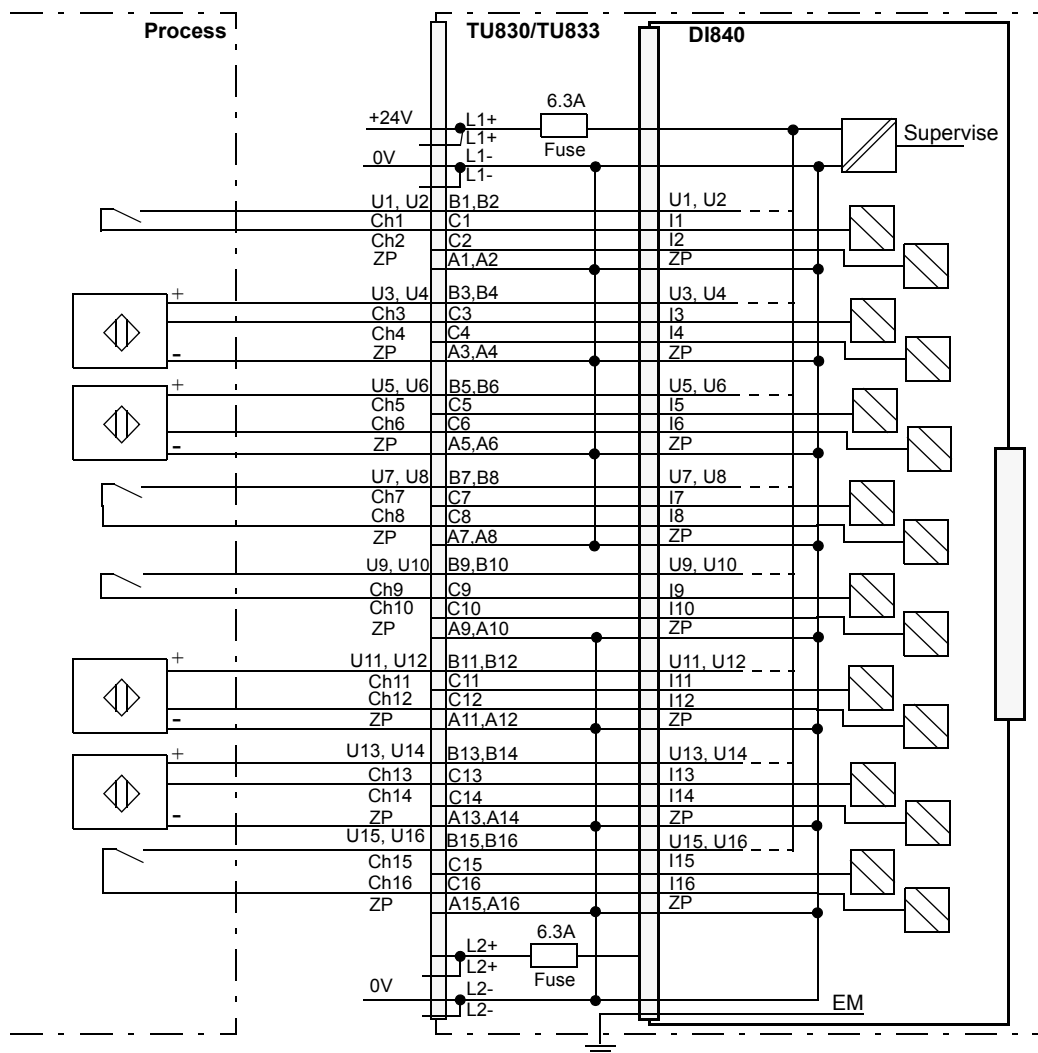 Process TU830/TU833 DI840
6.3A
+24V L1+ Supervise
L1+ Fuse
0V L1-
L1-
U1, U2 B1,B2 U1, U2
Ch1 C1 I1
Ch2 C2 I2
ZP A1,A2 ZP
+ U3, U4 B3,B4 U3, U4
Ch3 C3 I3
Ch4 C4 I4
- ZP A3,A4 ZP
+ U5, U6 B5,B6 U5, U6
Ch5 C5 I5
Ch6 C6 I6
- ZP A5,A6 ZP
U7, U8 B7,B8 U7, U8
Ch7 C7 I7
Ch8 C8 I8
ZP A7,A8 ZP
U9, U10 B9,B10 U9, U10
Ch9 C9 I9
Ch10 C10 I10
ZP A9,A10 ZP
+ U11, U12 B11,B12 U11, U12
Ch11 C11 I11
Ch12 C12 I12
- ZP A11,A12 ZP
+ U13, U14 B13,B14 U13, U14
Ch13 C13 I13
Ch14 C14 I14
- ZP A13,A14 ZP
U15, U16 B15,B16 U15, U16
Ch15 C15 I15
Ch16 C16 I16
ZP A15,A16 ZP
6.3A
L2+
L2+ Fuse
0V L2-
L2- EM